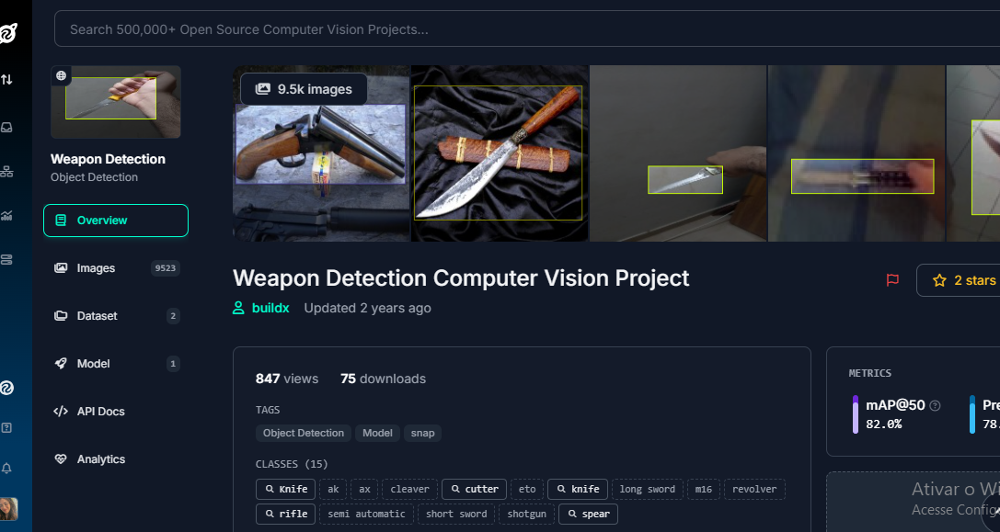 Search 500,000+ Open Source Computer Vision Projects...
9.5k images
Weapon Detection
Object Detection
Overview
Images 9523
Dataset 2
Model 1
API Docs
Analytics
Weapon Detection Computer Vision Project
2 stars
buildx Updated 2 years ago
847 views 75 downloads
TAGS
Object Detection Model snap
CLASSES (15)
Knife ak ax cleaver cutter eto knife long sword m16 revolver
rifle semi automatic short sword shotgun spear
METRICS
mAP@50 Pre
82.0% 78.
Ativar o Wi
Acesse Config